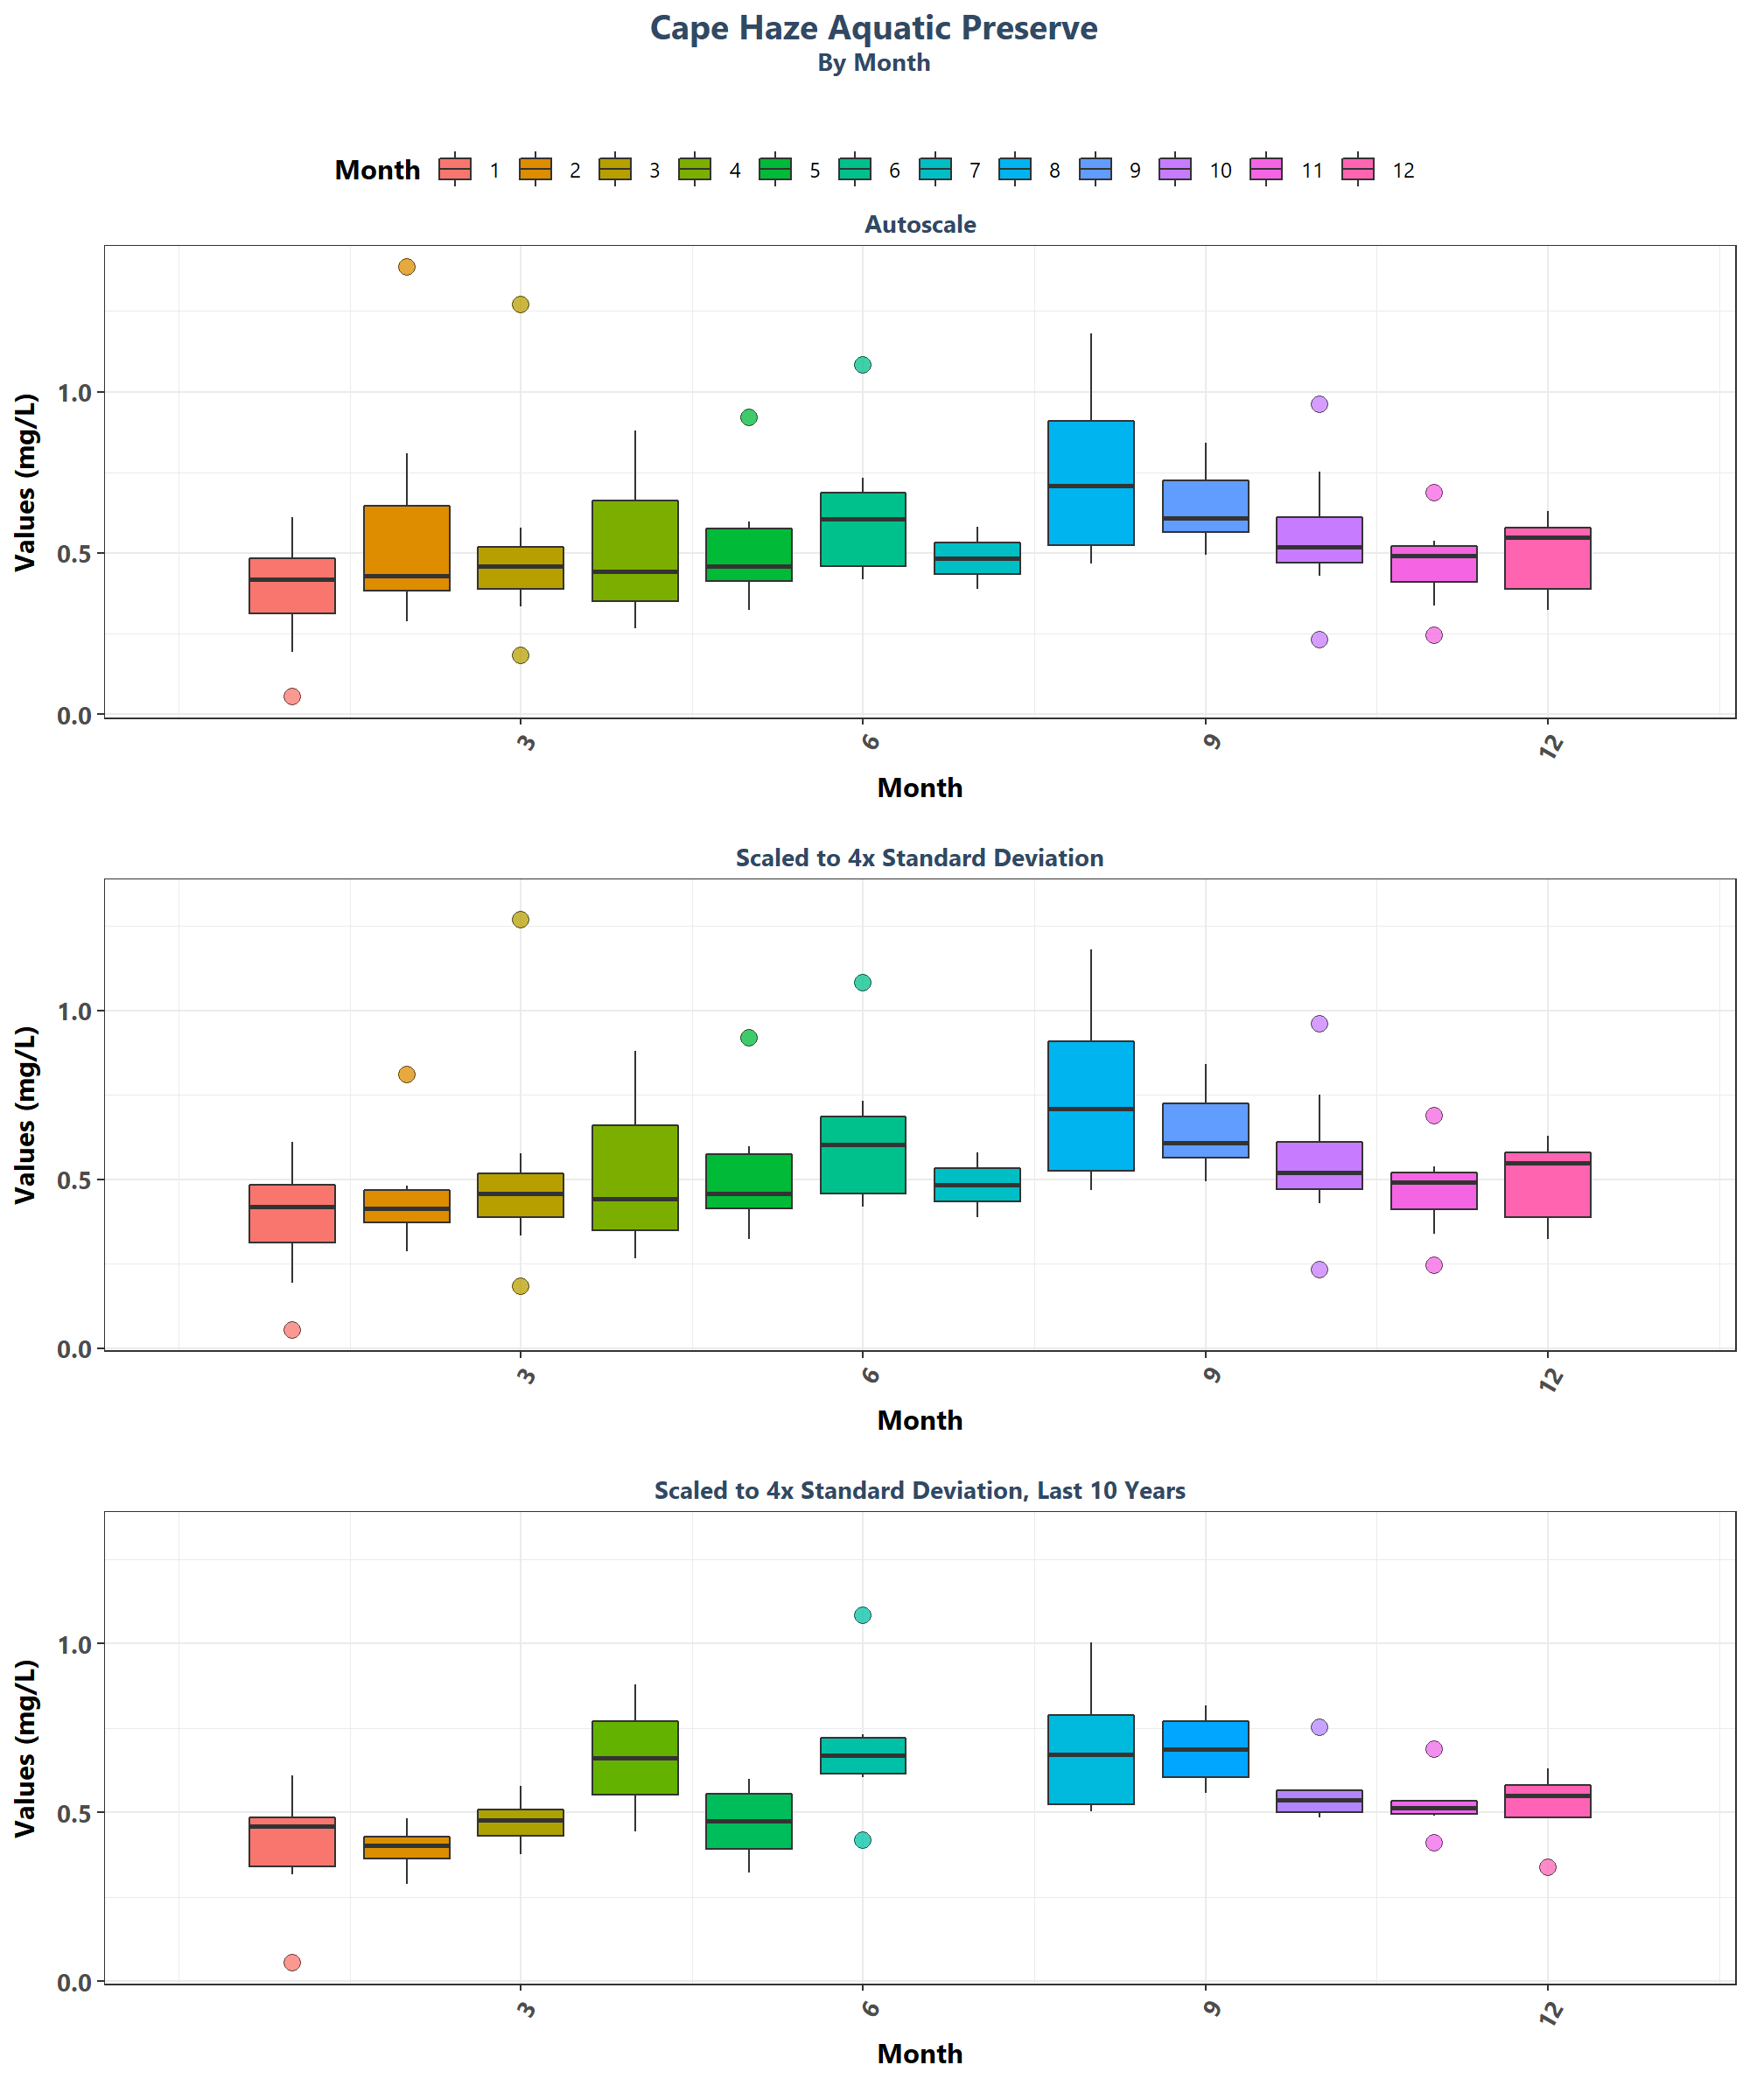 Cape Haze Aquatic Preserve
By Month
Month 1 2 3 4 5 6 7 8 9 10 11 12
Autoscale
Values (mg/L)
1.0
0.5
0.0
3 6 9 12
Month
Scaled to 4x Standard Deviation
Values (mg/L)
1.0
0.5
0.0
3 6 9 12
Month
Scaled to 4x Standard Deviation, Last 10 Years
Values (mg/L)
1.0
0.5
0.0
3 6 9 12
Month